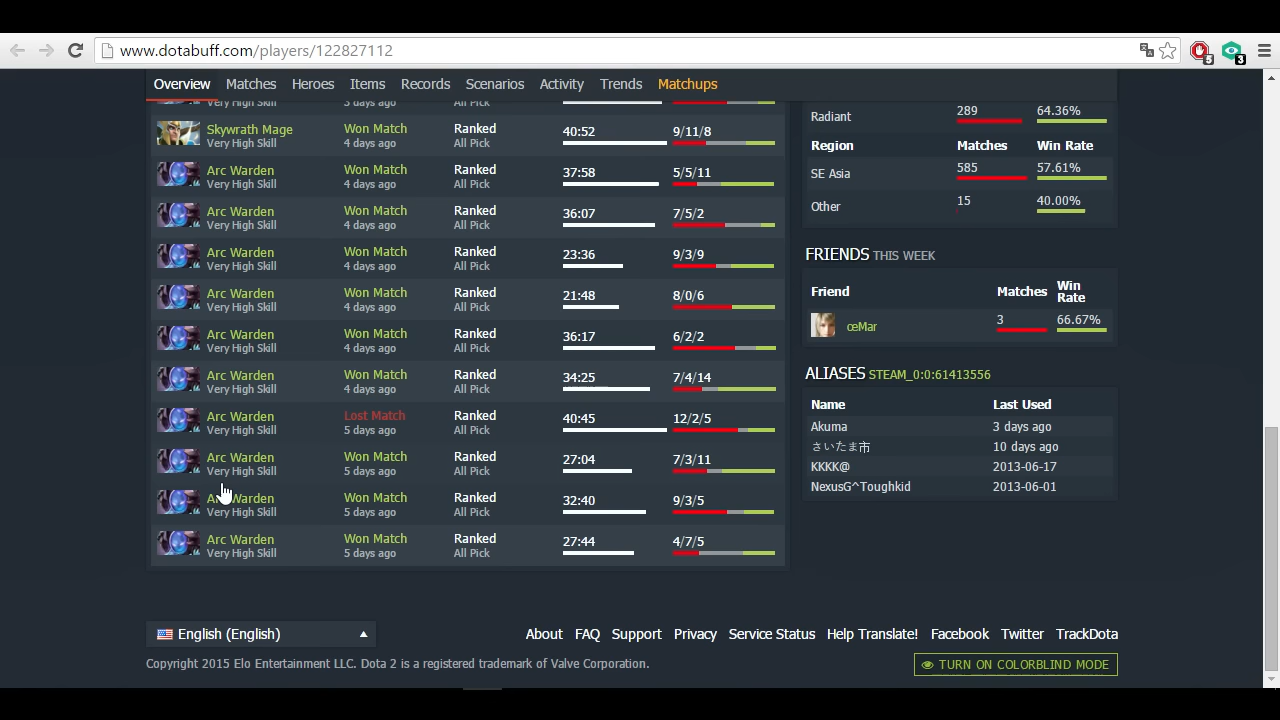 www.dotabuff.com/players/122827112
5
3
Overview Matches Heroes Items Records Scenarios Activity Trends Matchups
Very High Skill 3 days ago All Pick
Skywrath Mage Won Match Ranked 40:52 9/11/8
Very High Skill 4 days ago All Pick
Arc Warden Won Match Ranked 37:58 5/5/11
Very High Skill 4 days ago All Pick
Arc Warden Won Match Ranked 36:07 7/5/2
Very High Skill 4 days ago All Pick
Arc Warden Won Match Ranked 23:36 9/3/9
Very High Skill 4 days ago All Pick
Arc Warden Won Match Ranked 21:48 8/0/6
Very High Skill 4 days ago All Pick
Arc Warden Won Match Ranked 36:17 6/2/2
Very High Skill 4 days ago All Pick
Arc Warden Won Match Ranked 34:25 7/4/14
Very High Skill 4 days ago All Pick
Arc Warden Lost Match Ranked 40:45 12/2/5
Very High Skill 5 days ago All Pick
Arc Warden Won Match Ranked 27:04 7/3/11
Very High Skill 5 days ago All Pick
Arc Warden Won Match Ranked 32:40 9/3/5
Very High Skill 5 days ago All Pick
Arc Warden Won Match Ranked 27:44 4/7/5
Very High Skill 5 days ago All Pick
Radiant 289 64.36%
Region Matches Win Rate
SE Asia 585 57.61%
Other 15 40.00%
FRIENDS THIS WEEK
Friend Matches Win Rate
œMar 3 66.67%
ALIASES STEAM_0:0:61413556
Name Last Used
Akuma 3 days ago
さいたま市 10 days ago
KKKK@ 2013-06-17
NexusG^Toughkid 2013-06-01
English (English)
About FAQ Support Privacy Service Status Help Translate! Facebook Twitter TrackDota
Copyright 2015 Elo Entertainment LLC. Dota 2 is a registered trademark of Valve Corporation.
TURN ON COLORBLIND MODE